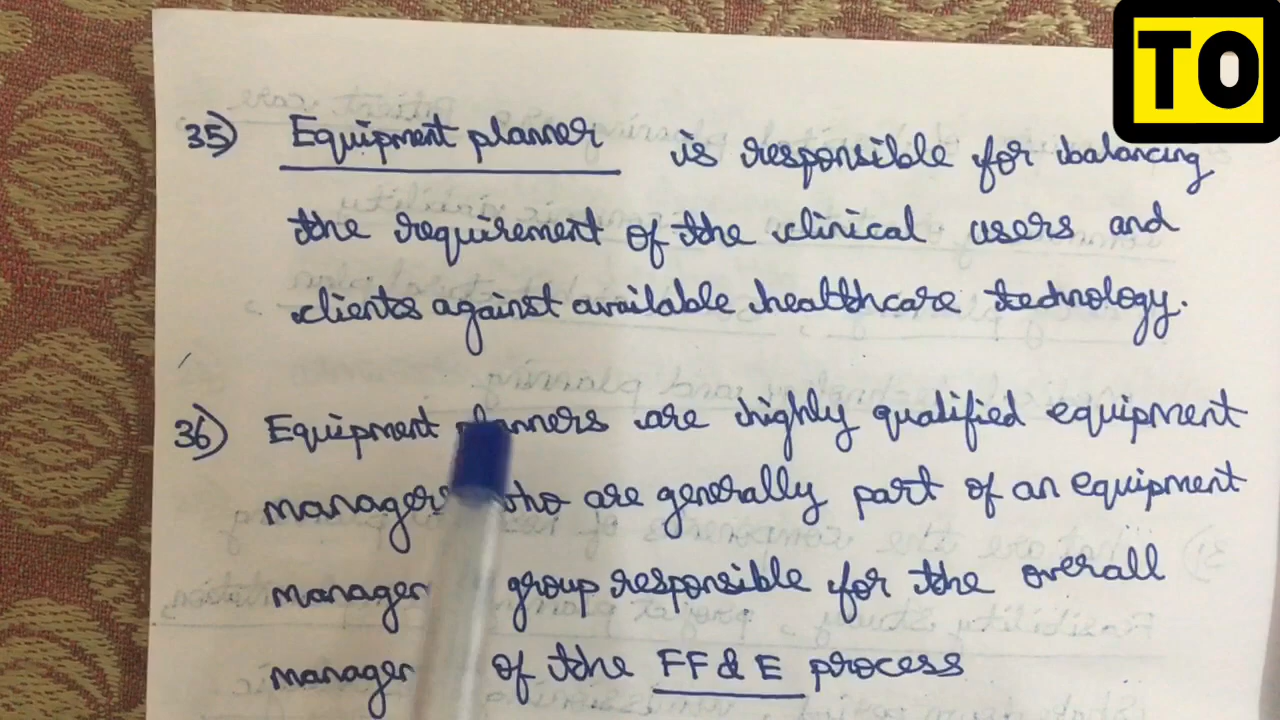 TO
35) Equipment planner is responsible for balancing
the requirement of the clinical users and
clients against available healthcare technology.
36) Equipment planners are highly qualified equipment
managers who are generally part of an equipment
group responsible for the overall
of the FF & E process